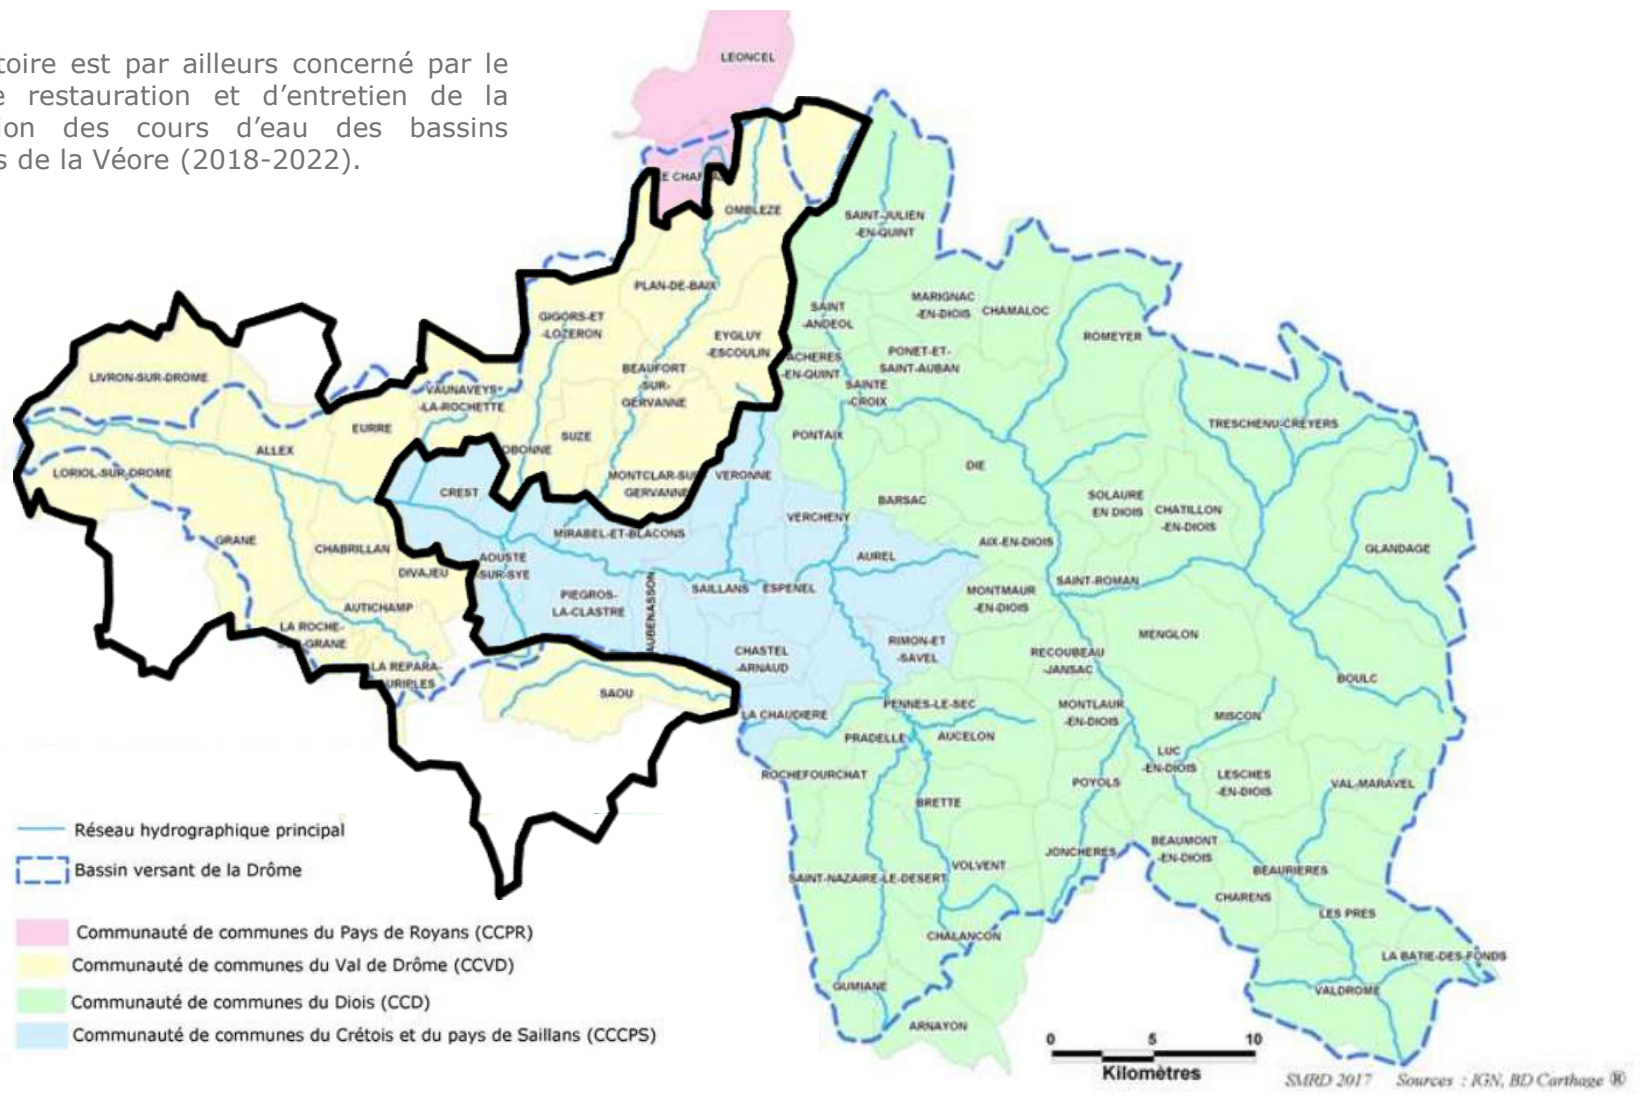 toire est par ailleurs concerné par le
e restauration et d'entretien de la
ion des cours d'eau des bassins
s de la Véore (2018-2022).
LEONCEL
E CHAF
OMBLEZE
SAINT-JULIEN
-EN-QUINT
PLAN-DE-BAIX
GIGORS-ET
-LOZERON
SAINT
-ANDEOL
MARIGNAC
-EN-DIOIS
CHAMALOC
ROMEYER
EYGLUY
-ESCOULIN
ACHERES
-EN-QUINT
PONET-ET-
SAINT-AUBAN
LIVRON-SUR-DROME
BEAUFORT
-SUR-
GERVANNE
SAINTE
-CROIX
VAUNAVEYS-
-LA-ROCHETTE
TRESCHENU-CREYERS
EURRE
SUZE
PONTAIX
ALLEX
OBONNE
LORIOL-SUR-DROME
MONTCLAR-SU
GERVANNE
VERONNE
DIE
CREST
BARSAC
SOLAURE
EN DIOIS
CHATILLON
-EN-DIOIS
VERCHENY
GRANE
CHABRILLAN
MIRABEL-ET-BLACONS
AIX-EN-DIOIS
GLANDAGE
AOUSTE
-SUR-SYE
AUREL
DIVAJEU
SAINT-ROMAN
PIEGROS-
LA-CLASTRE
AUBENASSON
SAILLANS
ESPENEL
MONTMAUR
-EN-DIOIS
AUTICHAMP
LA ROCHE-
GRANE
RIMON-ET
-SAVEL
MENGLON
CHASTEL
-ARNAUD
RECOUBEAU
-JANSAC
LA REPARA-
URIPLES
SAOU
BOULC
LA CHAUDIERE
PENNES-LE-SEC
MONTLAUR
-EN-DIOIS
MISCON
PRADELLE
AUCELON
LUC
-EN-DIOIS
ROCHEFOURCHAT
POYOLS
LESCHES
-EN-DIOIS
VAL-MARAVEL
BRETTE
JONCHERES
BEAUMONT
-EN-DIOIS
VOLVENT
SAINT-NAZAIRE-LE-DESERT
BEAURIERES
CHARENS
LES PRES
CHALANCON
LA BATIE-DES-FONDS
GUMIANE
VALDROME
ARNAYON
Réseau hydrographique principal
Bassin versant de la Drôme
Communauté de communes du Pays de Royans (CCPR)
Communauté de communes du Val de Drôme (CCVD)
Communauté de communes du Diois (CCD)
Communauté de communes du Crétois et du pays de Saillans (CCCPS)
0 5 10
Kilomètres
SMRD 2017 Sources : IGN, BD Carthage ®